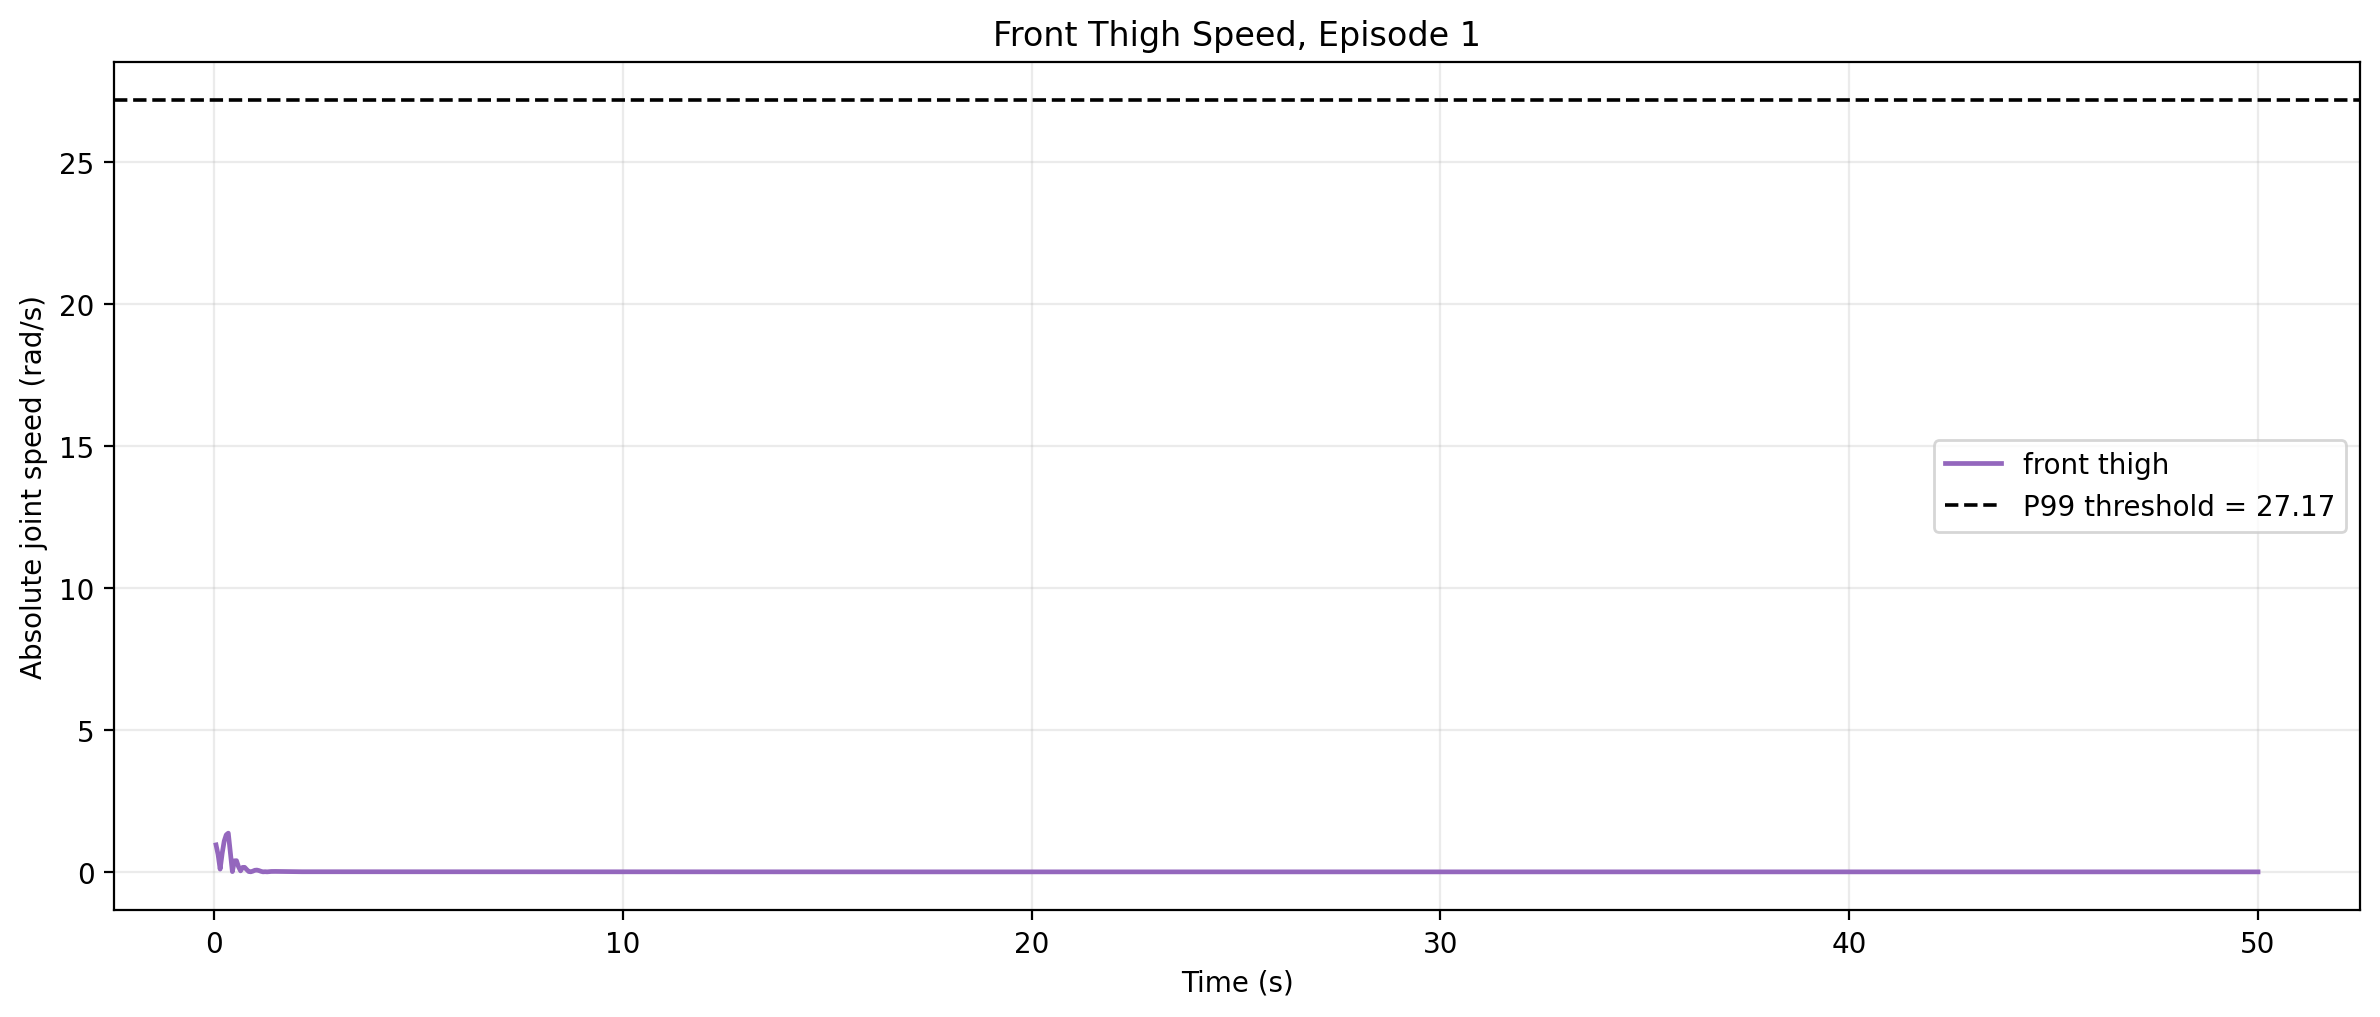 Front Thigh Speed, Episode 1
Absolute joint speed (rad/s)
25
20
15
10
5
0
front thigh
P99 threshold = 27.17
0 10 20 30 40 50
Time (s)